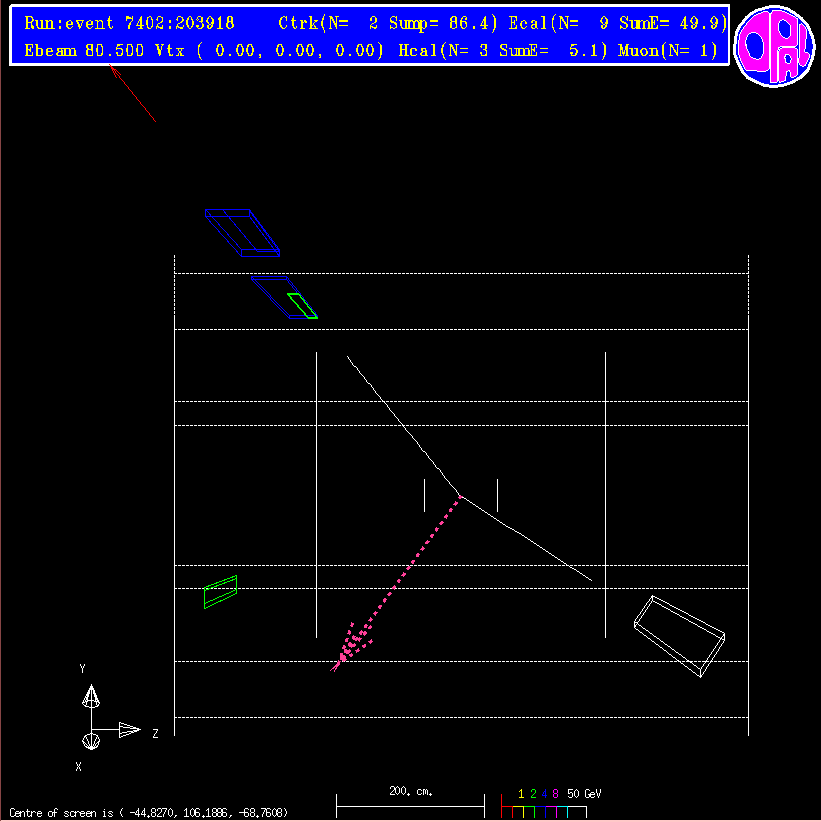 Run:event 7402:203918 Ctrk(N= 2 Sump= 86.4) Ecal(N= 9 SumE= 49.9)
Ebeam 80.500 Vtx ( 0.00, 0.00, 0.00) Hcal(N= 3 SumE= 5.1) Muon(N= 1)
OPAL
Y
Z
X
200. cm.
1 2 4 8 50 GeV
Centre of screen is ( -44.8270, 106.1886, -68.7608)